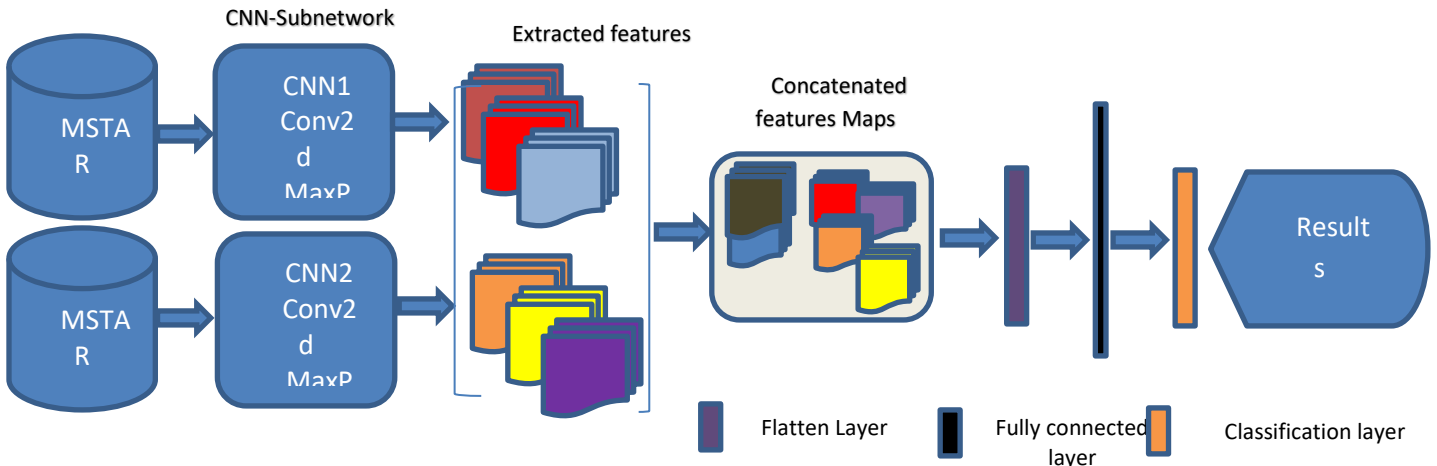 CNN-Subnetwork
Extracted features
Concatenated
features Maps
MSTA
R
CNN1
Conv2
d
MaxP
MSTA
R
CNN2
Conv2
d
MaxP
Result
s
Flatten Layer
Fully connected
layer
Classification layer